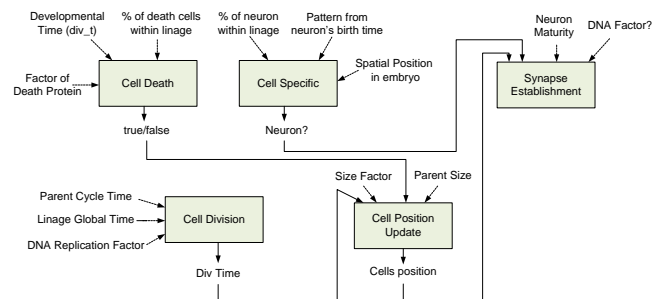 Developmental
Time (div_t)
% of death cells
within linage
% of neuron
within linage
Pattern from
neuron's birth time
Neuron
Maturity
DNA Factor?
Factor of
Death Protein
Cell Death
Cell Specific
Spatial Position
in embryo
Synapse
Establishment
true/false
Neuron?
Size Factor
Parent Size
Parent Cycle Time
Linage Global Time
DNA Replication Factor
Cell Division
Cell Position
Update
Div Time
Cells position